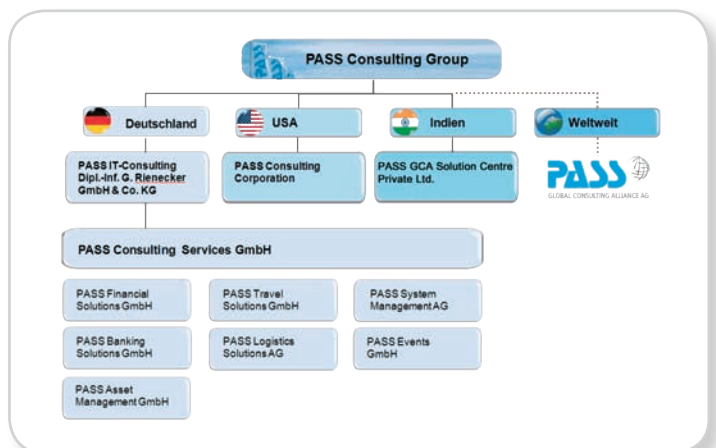 PASS Consulting Group
Deutschland
USA
Indien
Weltweit
PASS IT-Consulting
Dipl.-Inf. G. Rienecker
GmbH & Co. KG
PASS Consulting
Corporation
PASS GCA Solution Centre
Private Ltd.
PASS
GLOBAL CONSULTING ALLIANCE AG
PASS Consulting Services GmbH
PASS Financial
Solutions GmbH
PASS Travel
Solutions GmbH
PASS System
Management AG
PASS Banking
Solutions GmbH
PASS Logistics
Solutions AG
PASS Events
GmbH
PASS Asset
Management GmbH